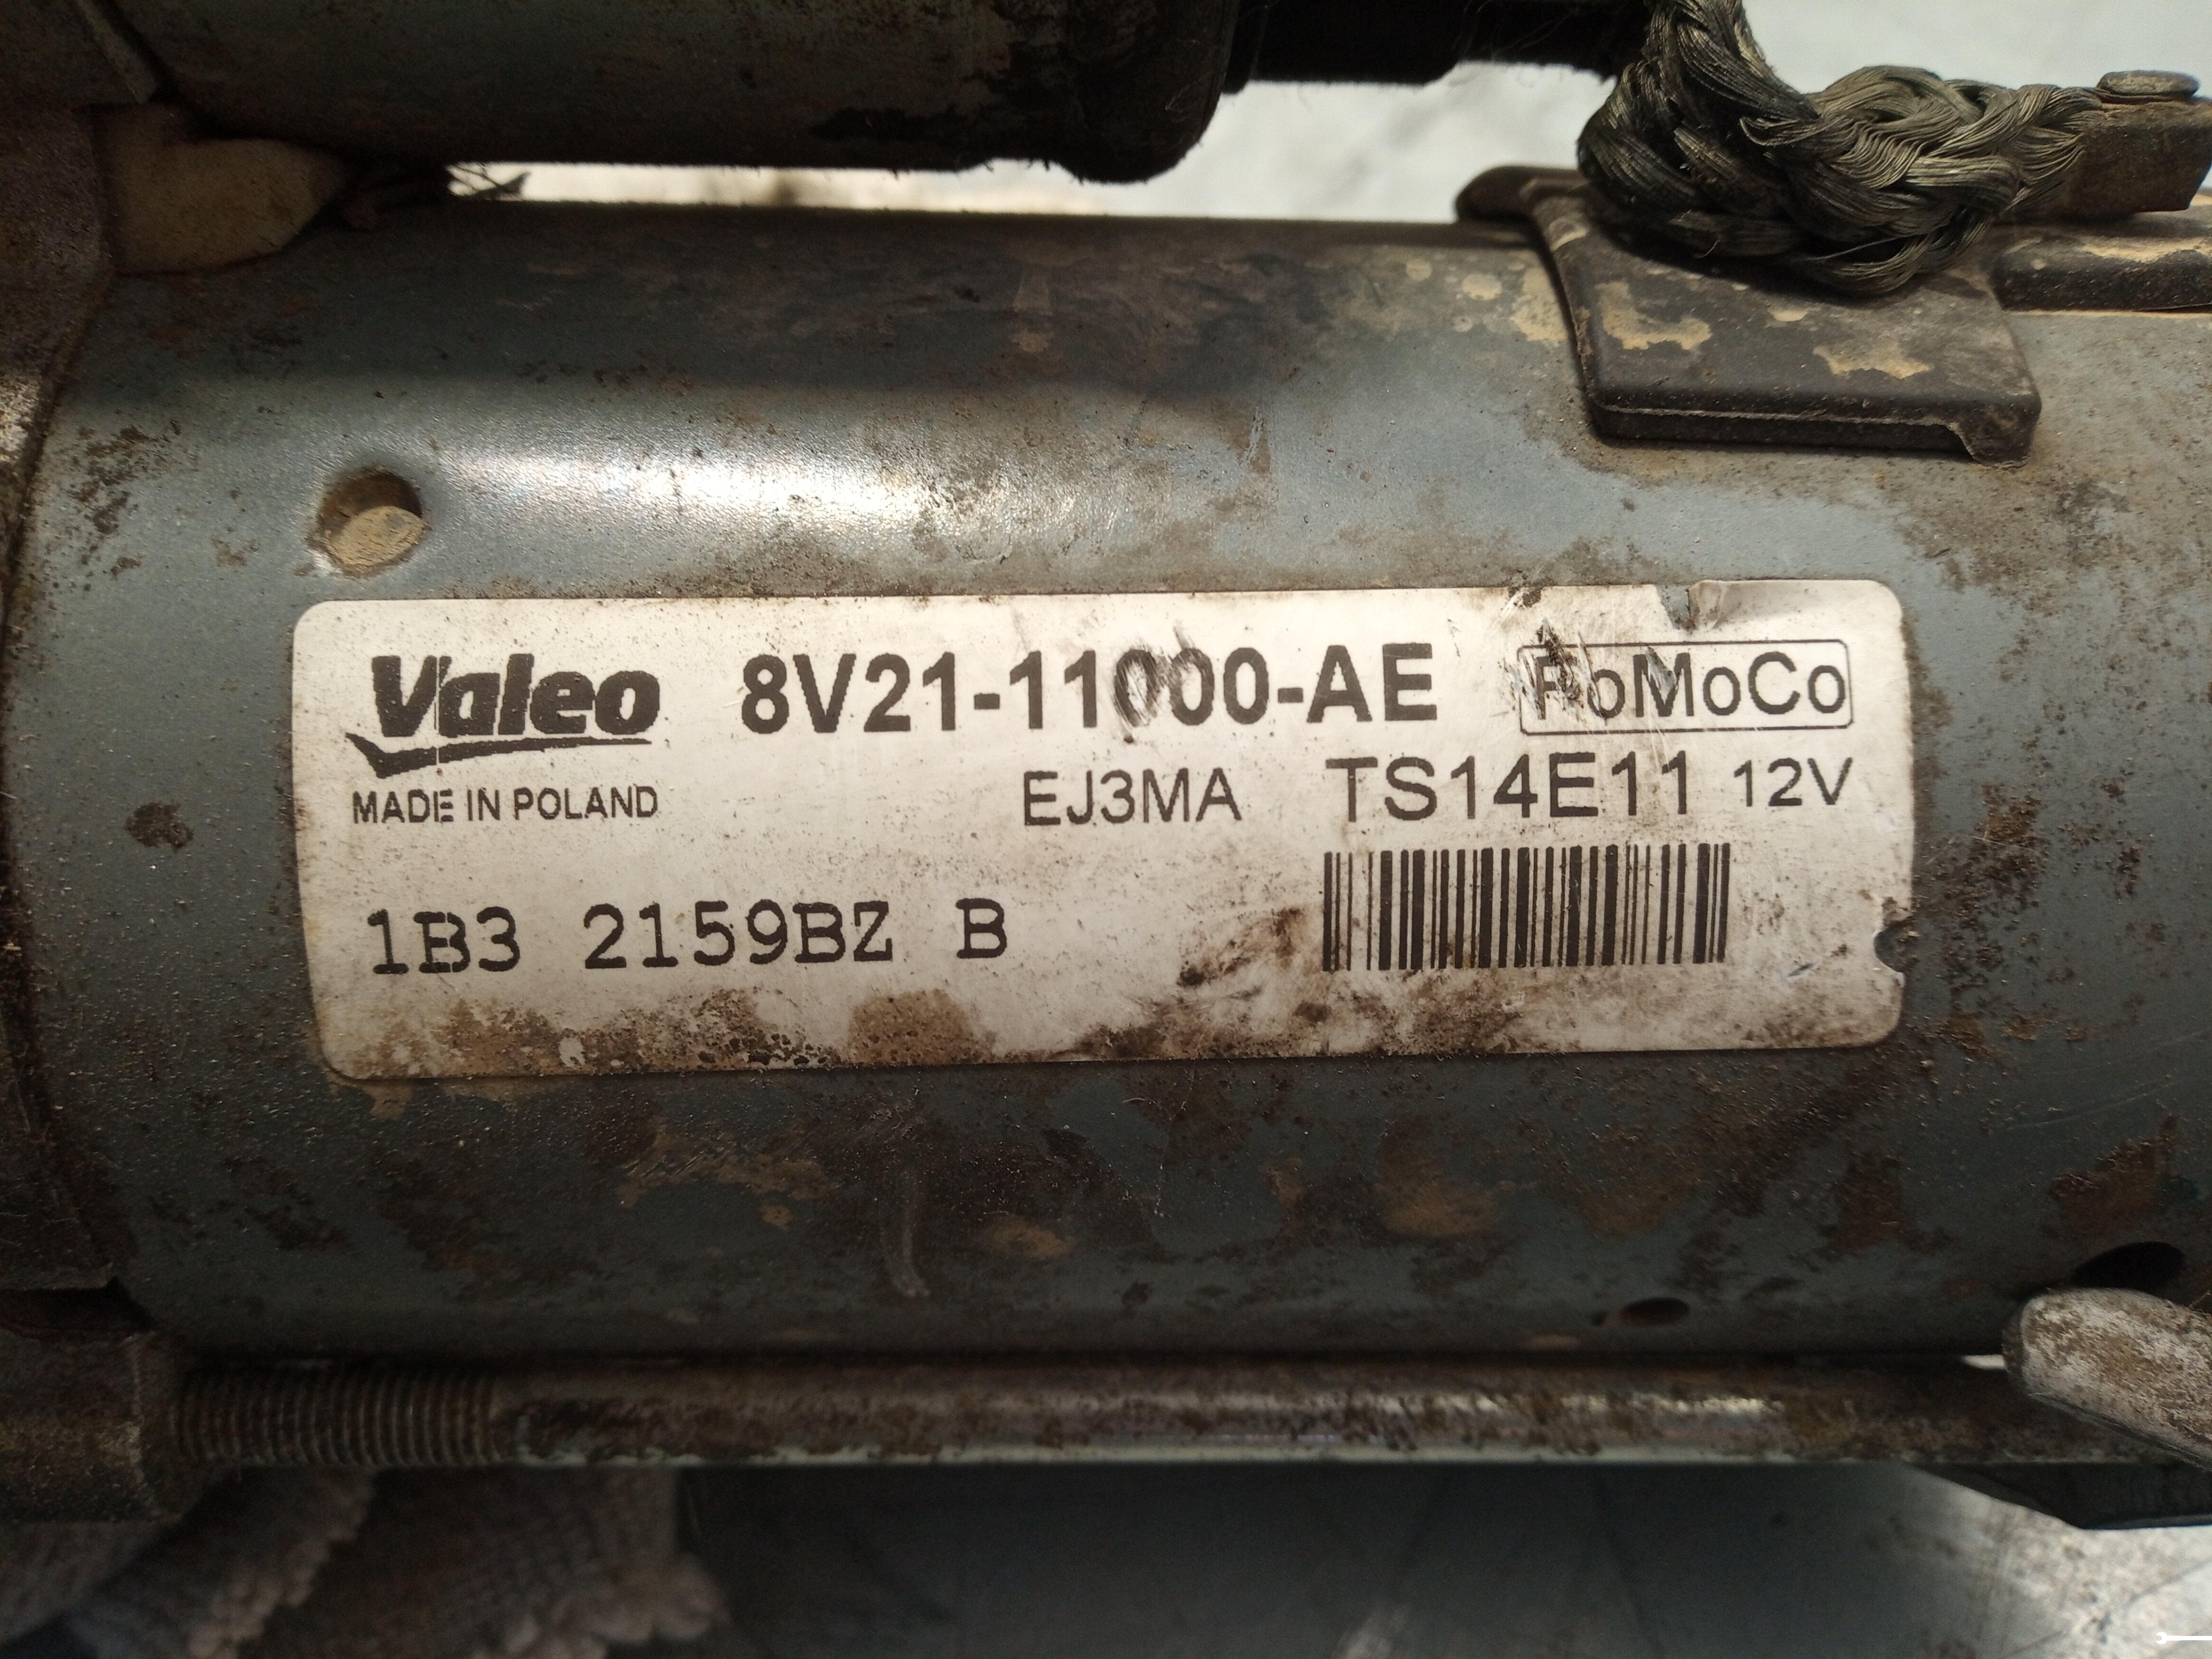 Valeo 8V21-11000-AE FoMoCo
MADE IN POLAND EJ3MA TS14E11 12V
1B3 2159BZ B